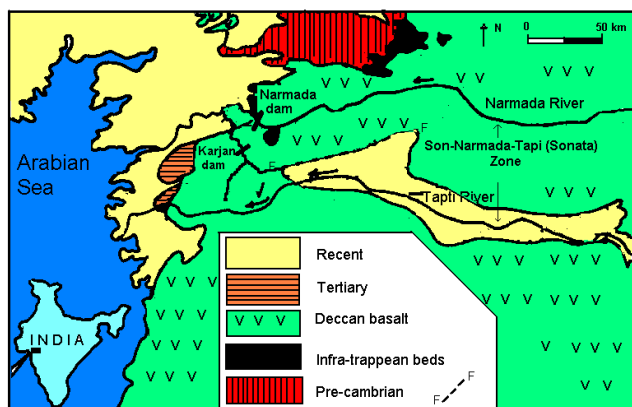 N
0 50 km
V V V
V V
V V
Narmada
dam
Narmada River
V V V
F
Son-Narmada-Tapi (Sonata)
Zone
Karjan
dam
F
Arabian
Sea
Tapti River
V V
V V V
V V V
V V V
V V V
V V V
V V V
V V V
V V V
V V V
V V V
V V V
Recent
Tertiary
V V V
Deccan basalt
Infra-trappean beds
Pre-cambrian
F
F
INDIA